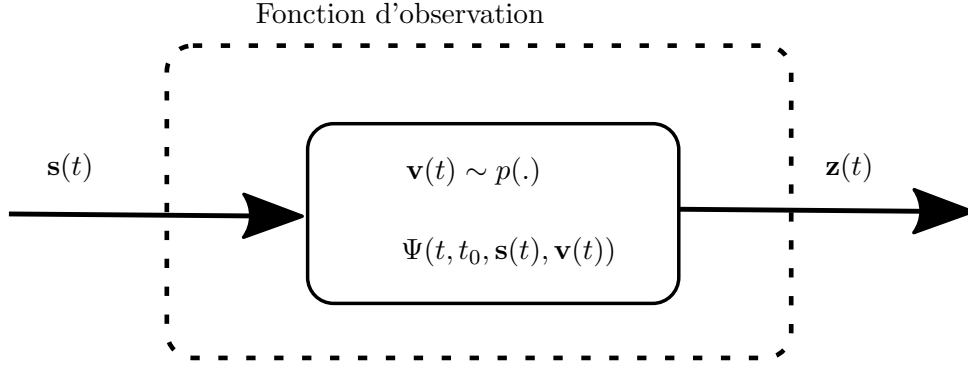 Fonction d'observation
s(t)
v(t) ∼ p(.)
z(t)
Ψ(t, t₀, s(t), v(t))